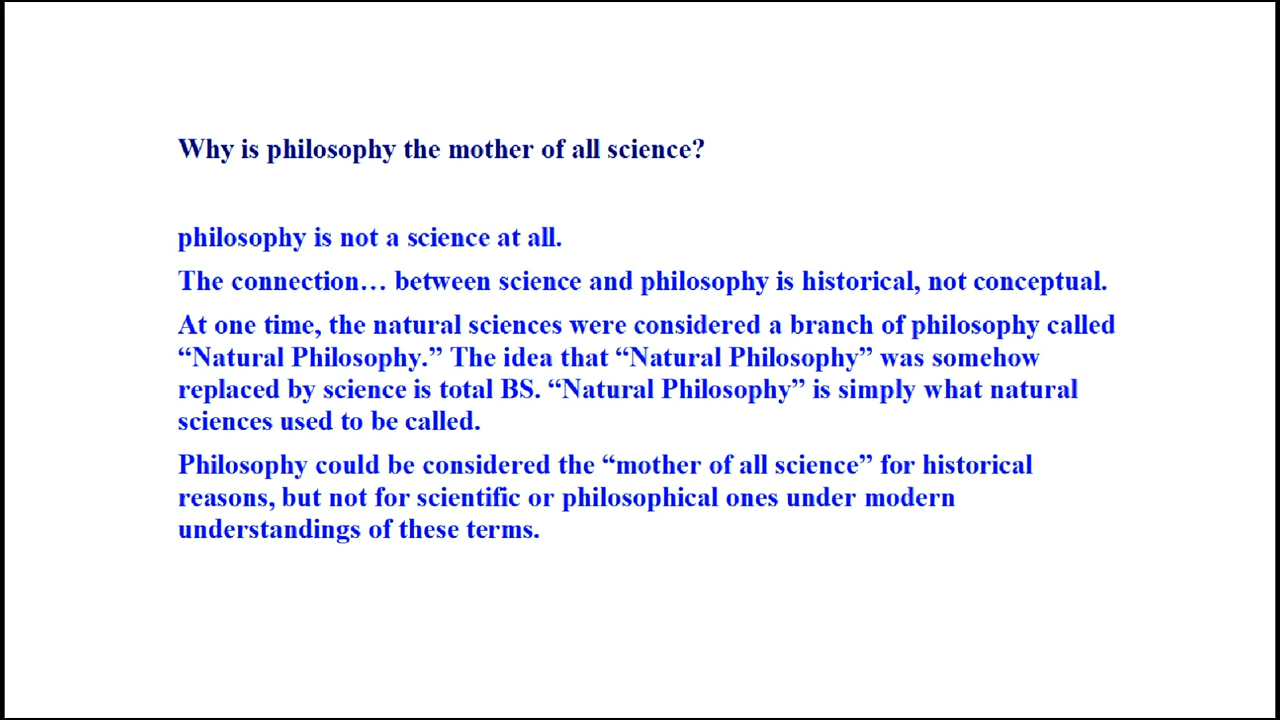 Why is philosophy the mother of all science?
philosophy is not a science at all.
The connection… between science and philosophy is historical, not conceptual.
At one time, the natural sciences were considered a branch of philosophy called
“Natural Philosophy.” The idea that “Natural Philosophy” was somehow
replaced by science is total BS. “Natural Philosophy” is simply what natural
sciences used to be called.
Philosophy could be considered the “mother of all science” for historical
reasons, but not for scientific or philosophical ones under modern
understandings of these terms.